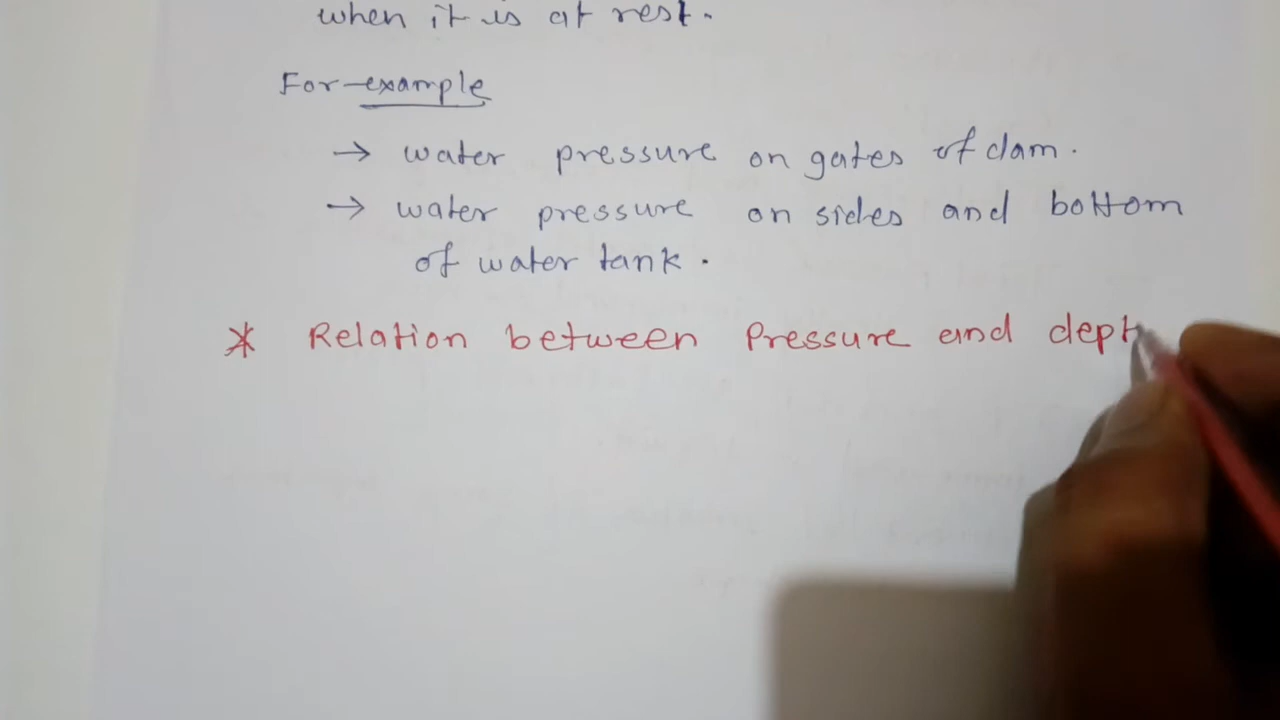 when it is at rest.
For-example
→ water pressure on gates of dam.
→ water pressure on sides and bottom
of water tank.
* Relation between Pressure and dept